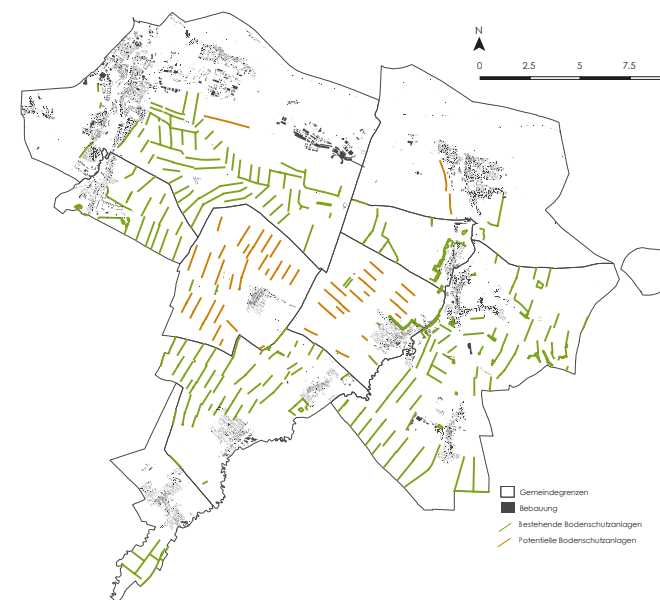 N
0 2.5 5 7.5
Gemeindegrenzen
Bebauung
Bestehende Bodenschutzanlagen
Potentielle Bodenschutzanlagen